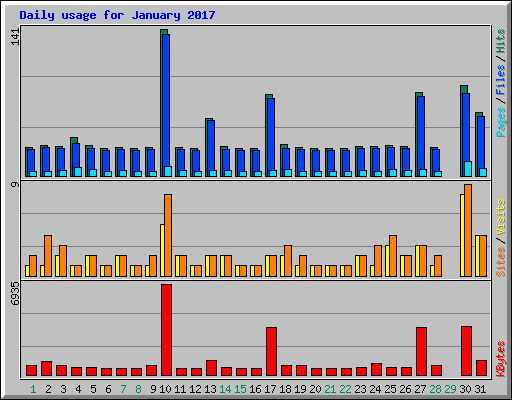 Daily usage for January 2017
141
Pages / Files / Hits
9
Sites / Visits
6935
KBytes
1 2 3 4 5 6 7 8 9 10 11 12 13 14 15 16 17 18 19 20 21 22 23 24 25 26 27 28 29 30 31